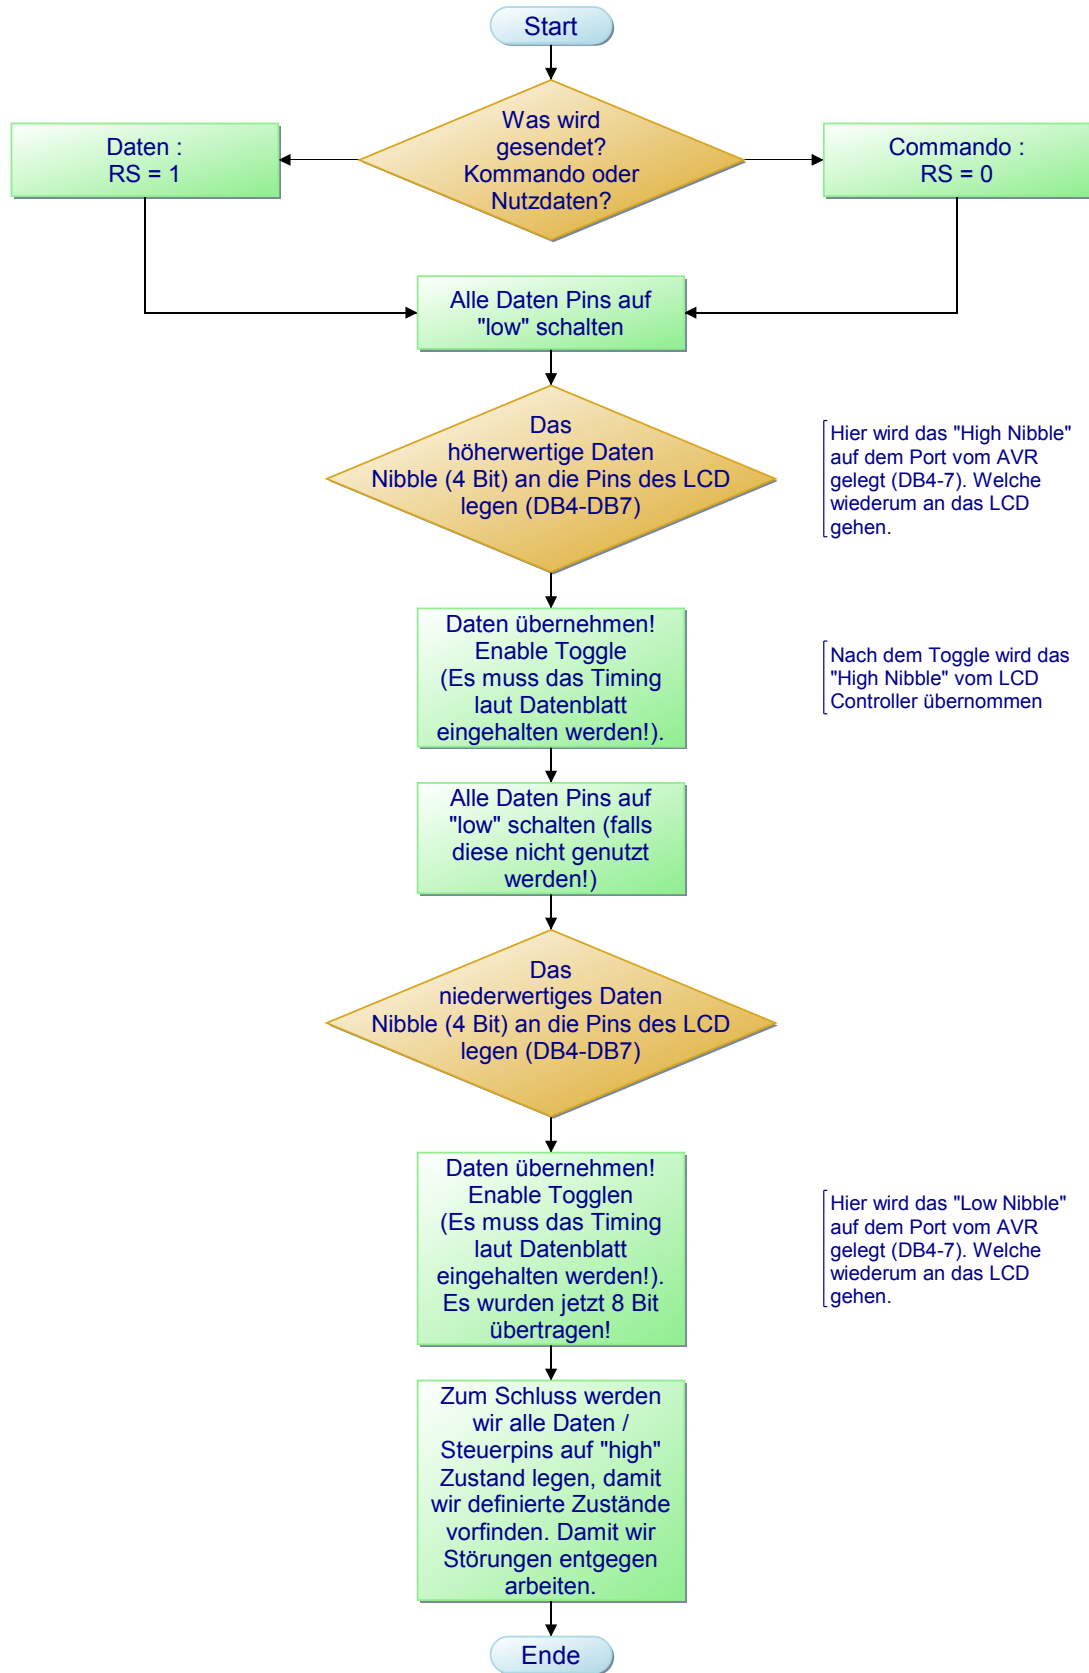 Start
Was wird
gesendet?
Kommando oder
Nutzdaten?
Daten :
RS = 1
Commando :
RS = 0
Alle Daten Pins auf
"low" schalten
Das
höherwertige Daten
Nibble (4 Bit) an die Pins des LCD
legen (DB4-DB7)
Hier wird das "High Nibble"
auf dem Port vom AVR
gelegt (DB4-7). Welche
wiederum an das LCD
gehen.
Daten übernehmen!
Enable Toggle
(Es muss das Timing
laut Datenblatt
eingehalten werden!).
Nach dem Toggle wird das
"High Nibble" vom LCD
Controller übernommen
Alle Daten Pins auf
"low" schalten (falls
diese nicht genutzt
werden!)
Das
niederwertiges Daten
Nibble (4 Bit) an die Pins des LCD
legen (DB4-DB7)
Daten übernehmen!
Enable Togglen
(Es muss das Timing
laut Datenblatt
eingehalten werden!).
Es wurden jetzt 8 Bit
übertragen!
Hier wird das "Low Nibble"
auf dem Port vom AVR
gelegt (DB4-7). Welche
wiederum an das LCD
gehen.
Zum Schluss werden
wir alle Daten /
Steuerpins auf "high"
Zustand legen, damit
wir definierte Zustände
vorfinden. Damit wir
Störungen entgegen
arbeiten.
Ende